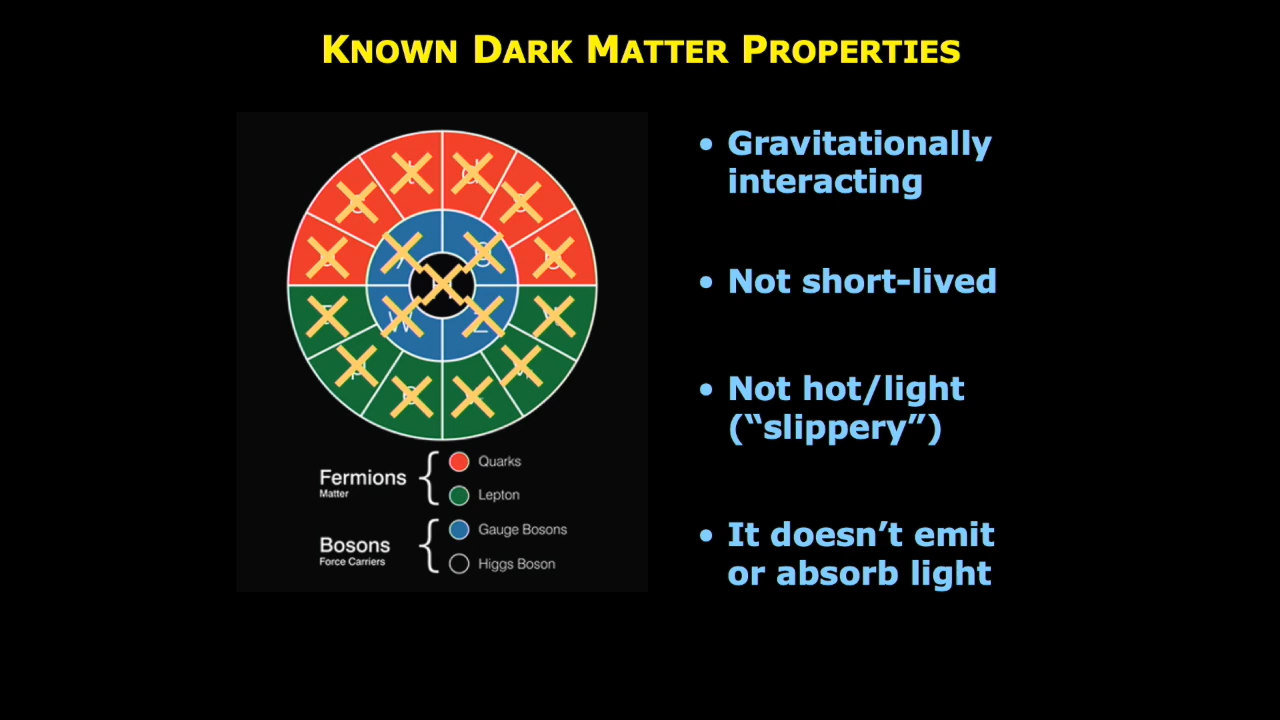 KNOWN DARK MATTER PROPERTIES
• Gravitationally
interacting
• Not short-lived
• Not hot/light
(“slippery”)
• It doesn’t emit
or absorb light
Fermions
Matter
Quarks
Lepton
Bosons
Force Carriers
Gauge Bosons
Higgs Boson